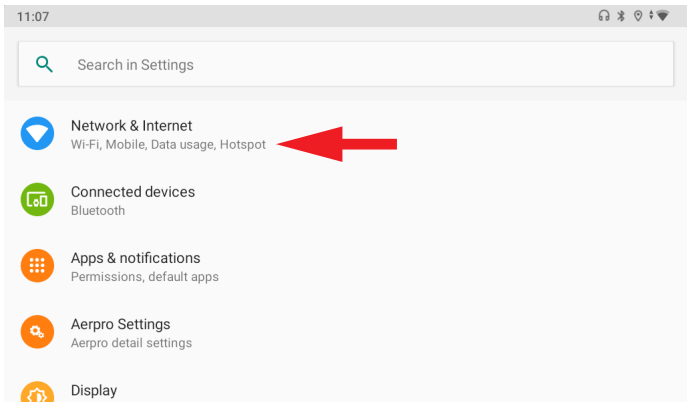 11:07
Search in Settings
Network & Internet
Wi-Fi, Mobile, Data usage, Hotspot
Connected devices
Bluetooth
Apps & notifications
Permissions, default apps
Aerpro Settings
Aerpro detail settings
Display